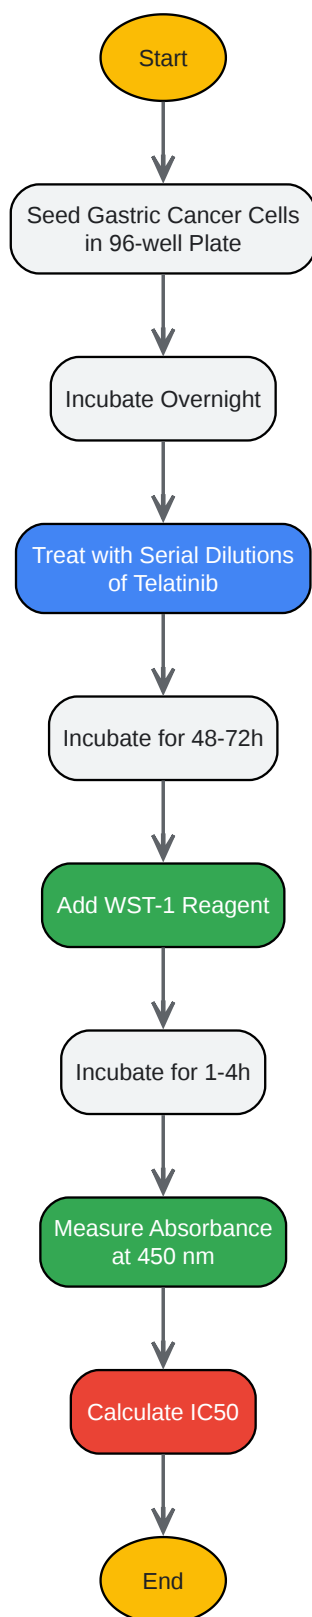 Start
Seed Gastric Cancer Cells
in 96-well Plate
Incubate Overnight
Treat with Serial Dilutions
of Telatinib
Incubate for 48-72h
Add WST-1 Reagent
Incubate for 1-4h
Measure Absorbance
at 450 nm
Calculate IC50
End